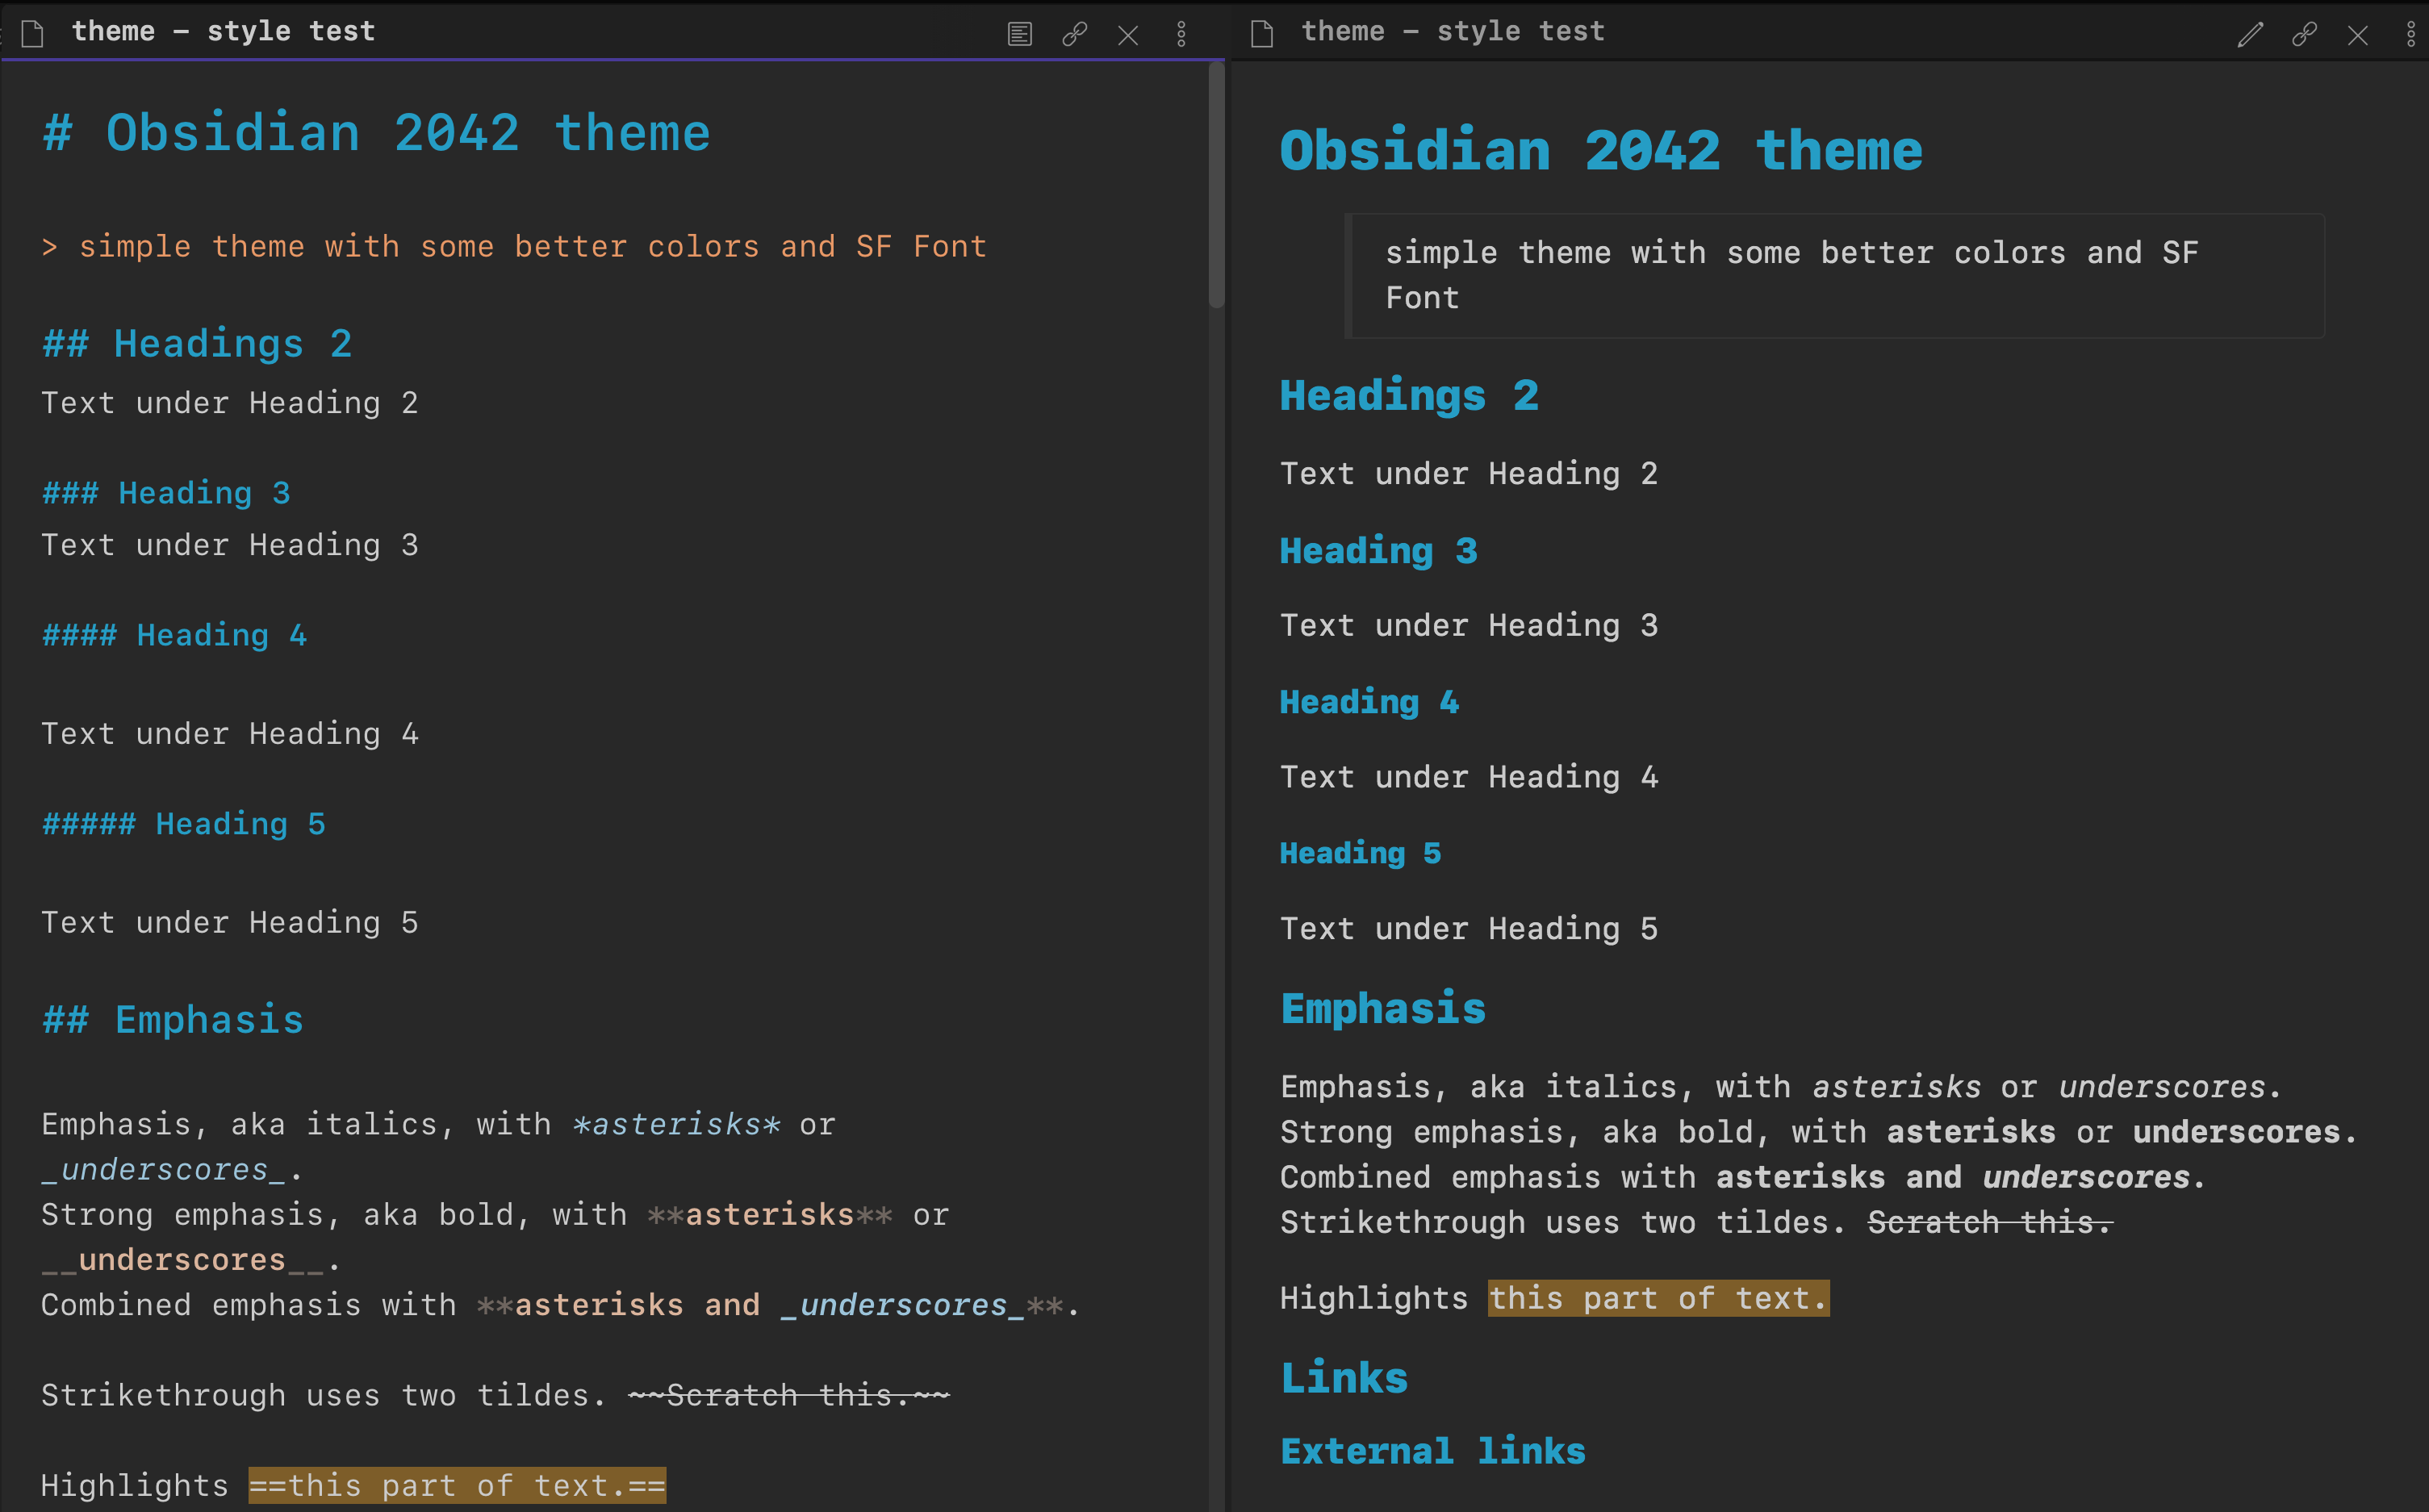 theme – style test
# Obsidian 2042 theme
> simple theme with some better colors and SF Font
## Headings 2
Text under Heading 2
### Heading 3
Text under Heading 3
#### Heading 4
Text under Heading 4
##### Heading 5
Text under Heading 5
## Emphasis
Emphasis, aka italics, with *asterisks* or
_underscores_.
Strong emphasis, aka bold, with **asterisks** or
__underscores__.
Combined emphasis with **asterisks and _underscores_**.
Strikethrough uses two tildes. ~~Scratch this.~~
Highlights ==this part of text.==
theme – style test
Obsidian 2042 theme
simple theme with some better colors and SF
Font
Headings 2
Text under Heading 2
Heading 3
Text under Heading 3
Heading 4
Text under Heading 4
Heading 5
Text under Heading 5
Emphasis
Emphasis, aka italics, with asterisks or underscores.
Strong emphasis, aka bold, with asterisks or underscores.
Combined emphasis with asterisks and underscores.
Strikethrough uses two tildes. Scratch this.
Highlights this part of text.
Links
External links